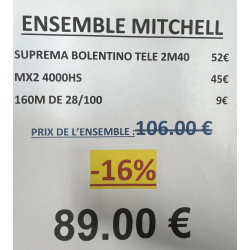 ENSEMBLE MITCHELL
SUPREMA BOLENTINO TELE 2M40 52€
MX2 4000HS 45€
160M DE 28/100 9€
PRIX DE L'ENSEMBLE : 106.00 €
-16%
89.00 €